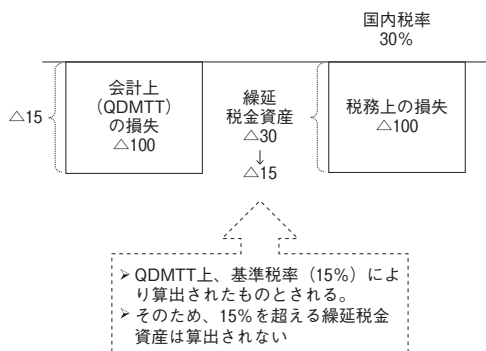 国内税率
30%
会計上
(QDMTT)
の損失
△100
△15
繰延
税金資産
△30
↓
△15
税務上の損失
△100
➢ QDMTT上、基準税率(15%)によ
り算出されたものとされる。
➢ そのため、15%を超える繰延税金
資産は算出されない